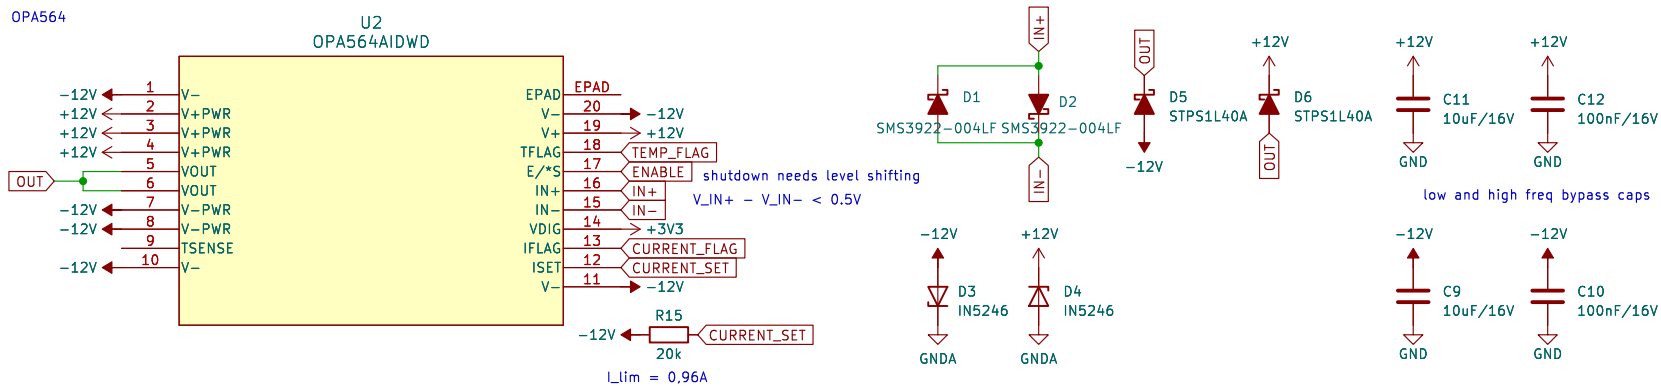 OPA564
U2
OPA564AIDWD
-12V 1 V-
+12V 2 V+PWR
+12V 3 V+PWR
+12V 4 V+PWR
5 VOUT
OUT
6 VOUT
-12V 7 V-PWR
-12V 8 V-PWR
9 TSENSE
-12V 10 V-
EPAD EPAD
V- 20 -12V
V+ 19 +12V
TFLAG 18 TEMP_FLAG
E/*S 17 ENABLE
IN+ 16 IN+
IN- 15 IN-
VDIG 14 +3V3
IFLAG 13 CURRENT_FLAG
ISET 12 CURRENT_SET
V- 11 -12V
shutdown needs level shifting
V_IN+ - V_IN- < 0.5V
R15
-12V CURRENT_SET
20k
I_lim = 0,96A
IN+
D1
SMS3922-004LF
D2
SMS3922-004LF
IN-
OUT
D5
STPS1L40A
-12V
+12V
D6
STPS1L40A
OUT
+12V
C11
10uF/16V
GND
+12V
C12
100nF/16V
GND
low and high freq bypass caps
-12V
D3
IN5246
GNDA
+12V
D4
IN5246
GNDA
-12V
C9
10uF/16V
GND
-12V
C10
100nF/16V
GND